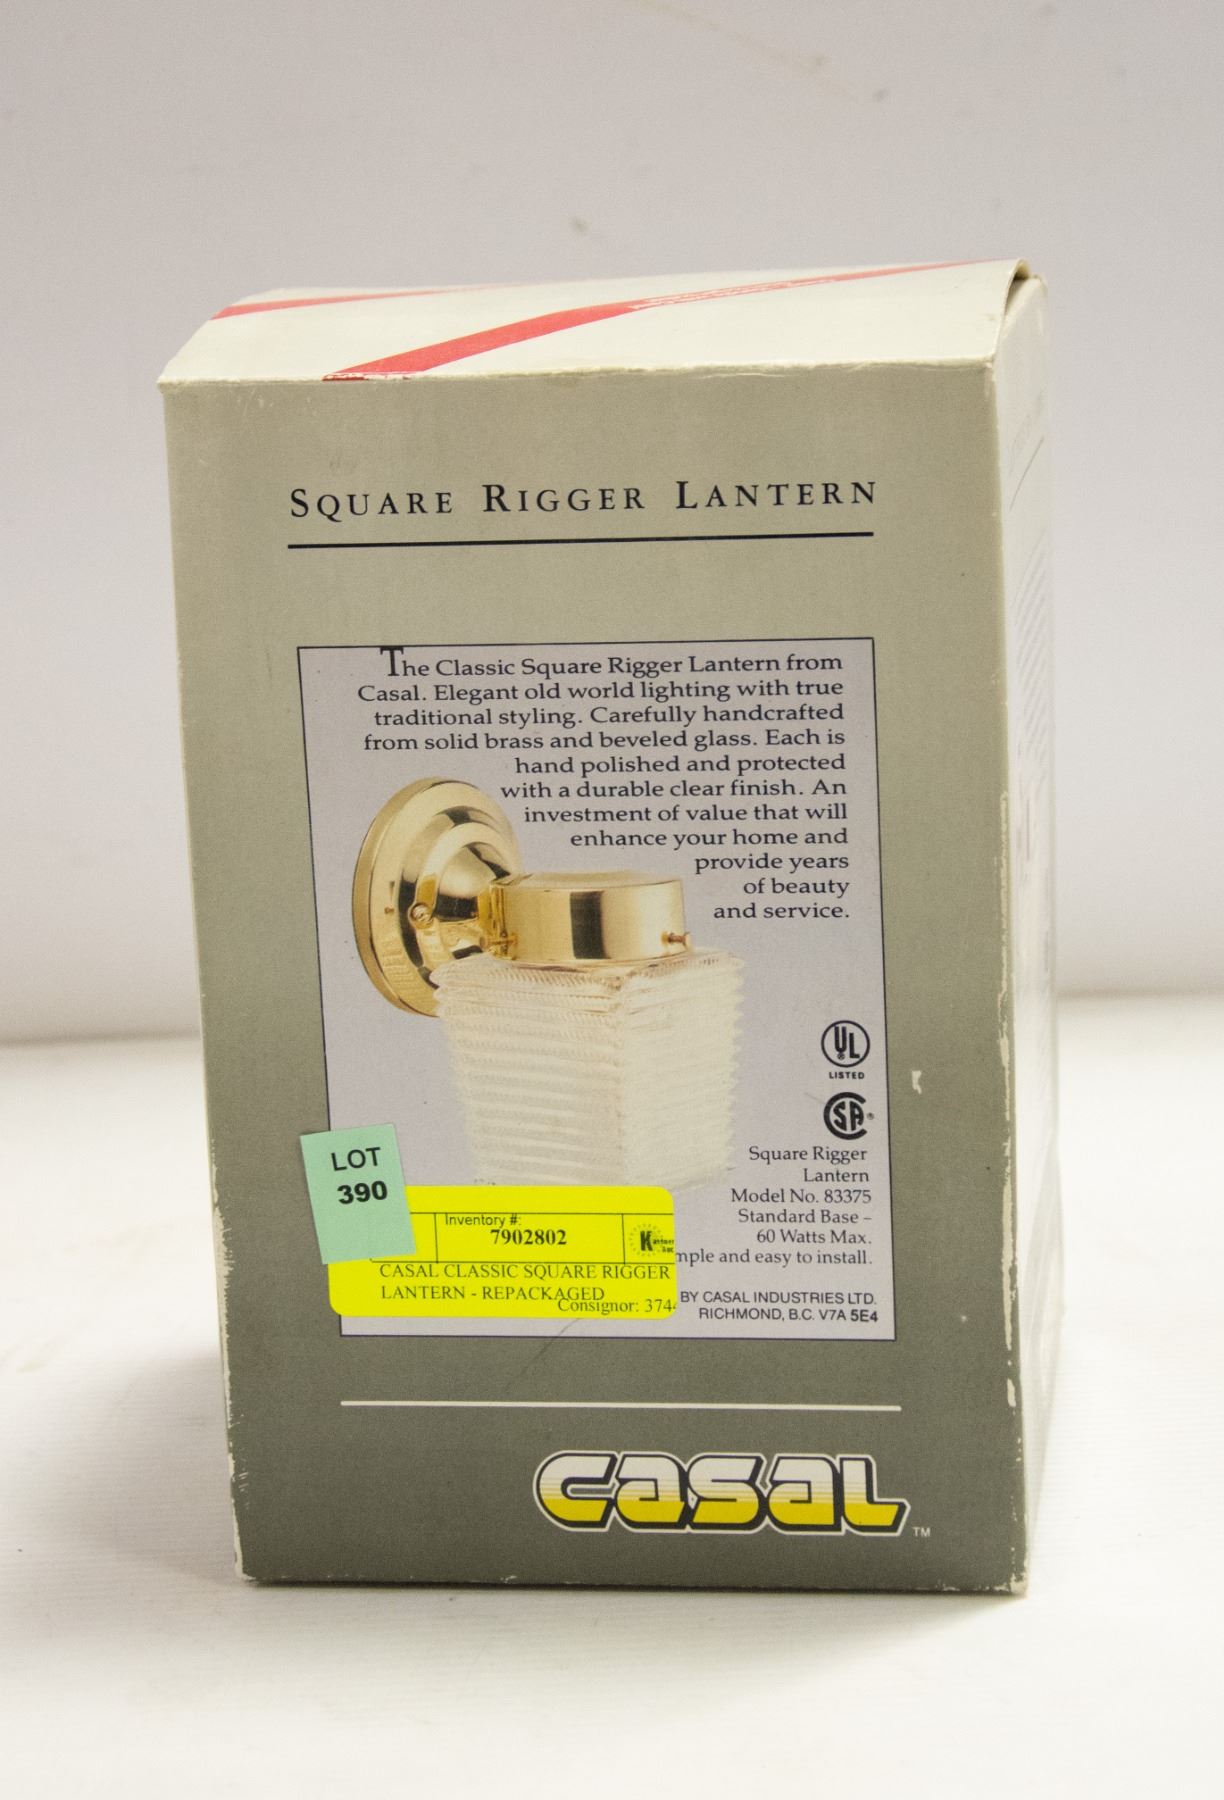 SQUARE RIGGER LANTERN
The Classic Square Rigger Lantern from
Casal. Elegant old world lighting with true
traditional styling. Carefully handcrafted
from solid brass and beveled glass. Each is
hand polished and protected
with a durable clear finish. An
investment of value that will
enhance your home and
provide years
of beauty
and service.
UL
LISTED
SA
Square Rigger
Lantern
Model No. 83375
Standard Base –
60 Watts Max.
mple and easy to install.
BY CASAL INDUSTRIES LTD.
RICHMOND, B.C. V7A 5E4
LOT
390
Inventory #:
7902802
CASAL CLASSIC SQUARE RIGGER
LANTERN - REPACKAGED
Consignor: 374
CASAL TM